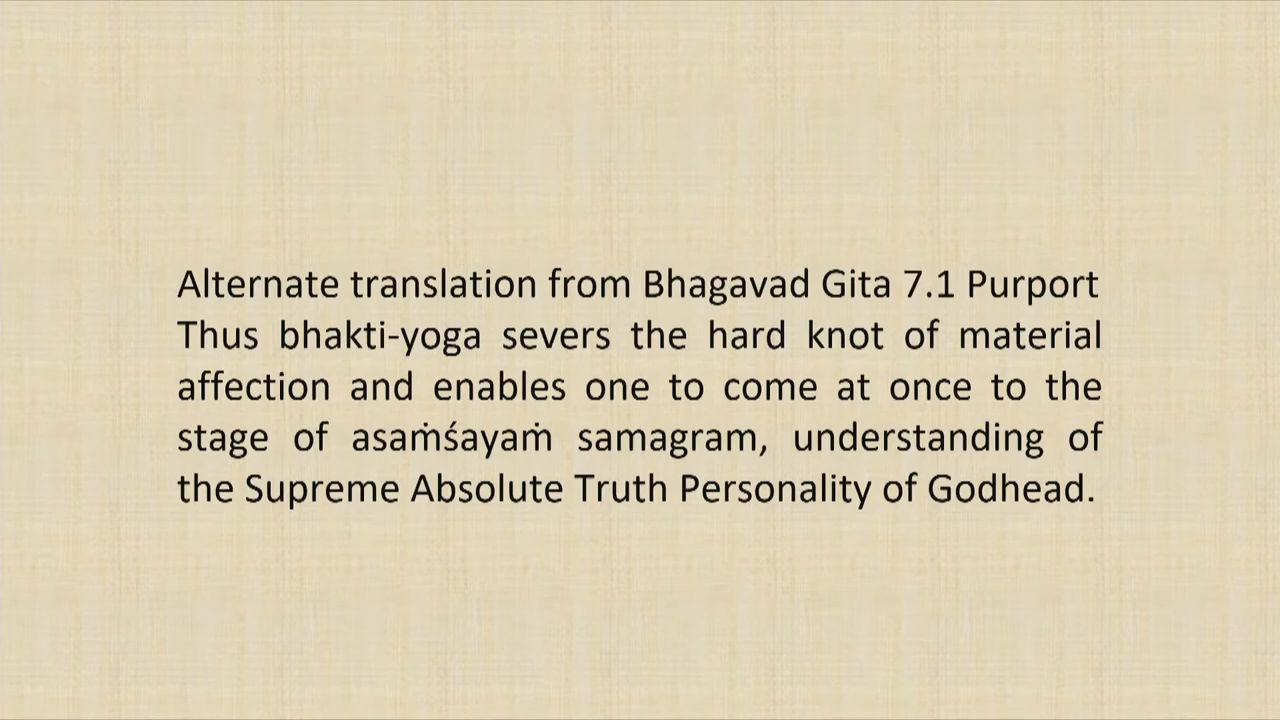 Alternate translation from Bhagavad Gita 7.1 Purport
Thus bhakti-yoga severs the hard knot of material
affection and enables one to come at once to the
stage of asaṁśayaṁ samagram, understanding of
the Supreme Absolute Truth Personality of Godhead.